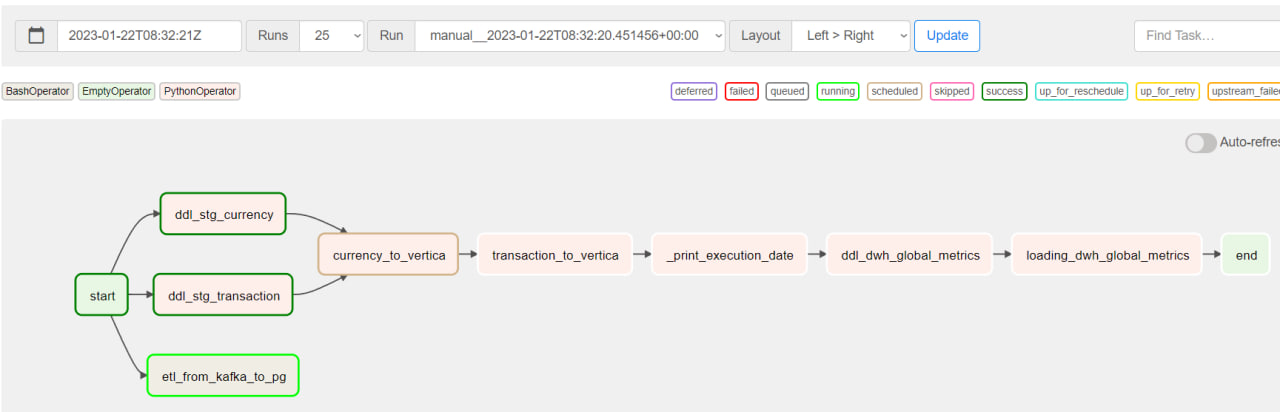 2023-01-22T08:32:21Z Runs 25 Run manual__2023-01-22T08:32:20.451456+00:00 Layout Left > Right Update Find Task...
BashOperator EmptyOperator PythonOperator deferred failed queued running scheduled skipped success up_for_reschedule up_for_retry upstream_failed
Auto-refres
ddl_stg_currency
currency_to_vertica transaction_to_vertica _print_execution_date ddl_dwh_global_metrics loading_dwh_global_metrics end
start ddl_stg_transaction
etl_from_kafka_to_pg